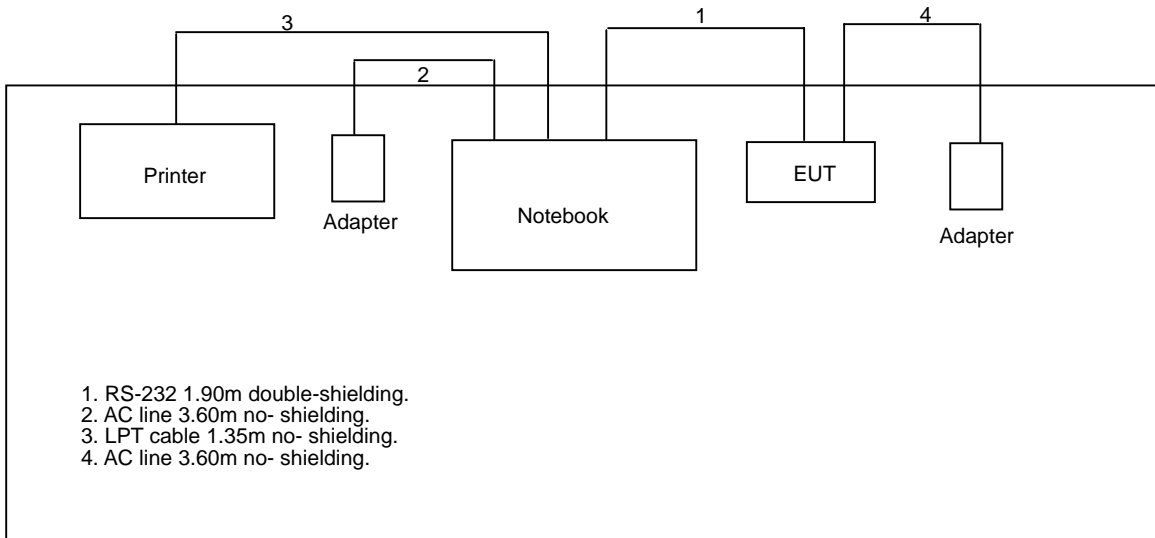 3
1
4
2
Printer
Adapter
Notebook
EUT
Adapter
1. RS-232 1.90m double-shielding.
2. AC line 3.60m no- shielding.
3. LPT cable 1.35m no- shielding.
4. AC line 3.60m no- shielding.